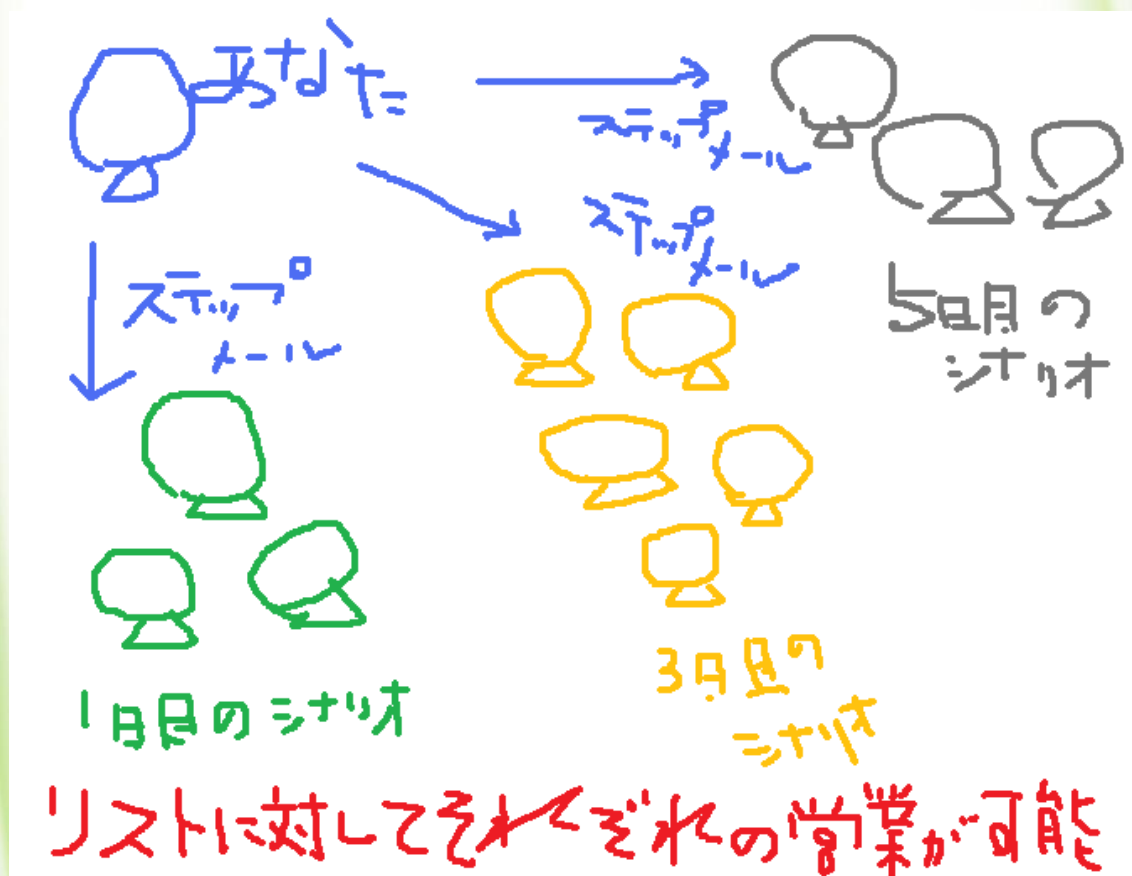 あなた
ステップ
メール
ステップ
メール
ステップ
メール
5日目の
シナリオ
1日目のシナリオ
3日目の
シナリオ
リストに対してそれぞれの営業が可能